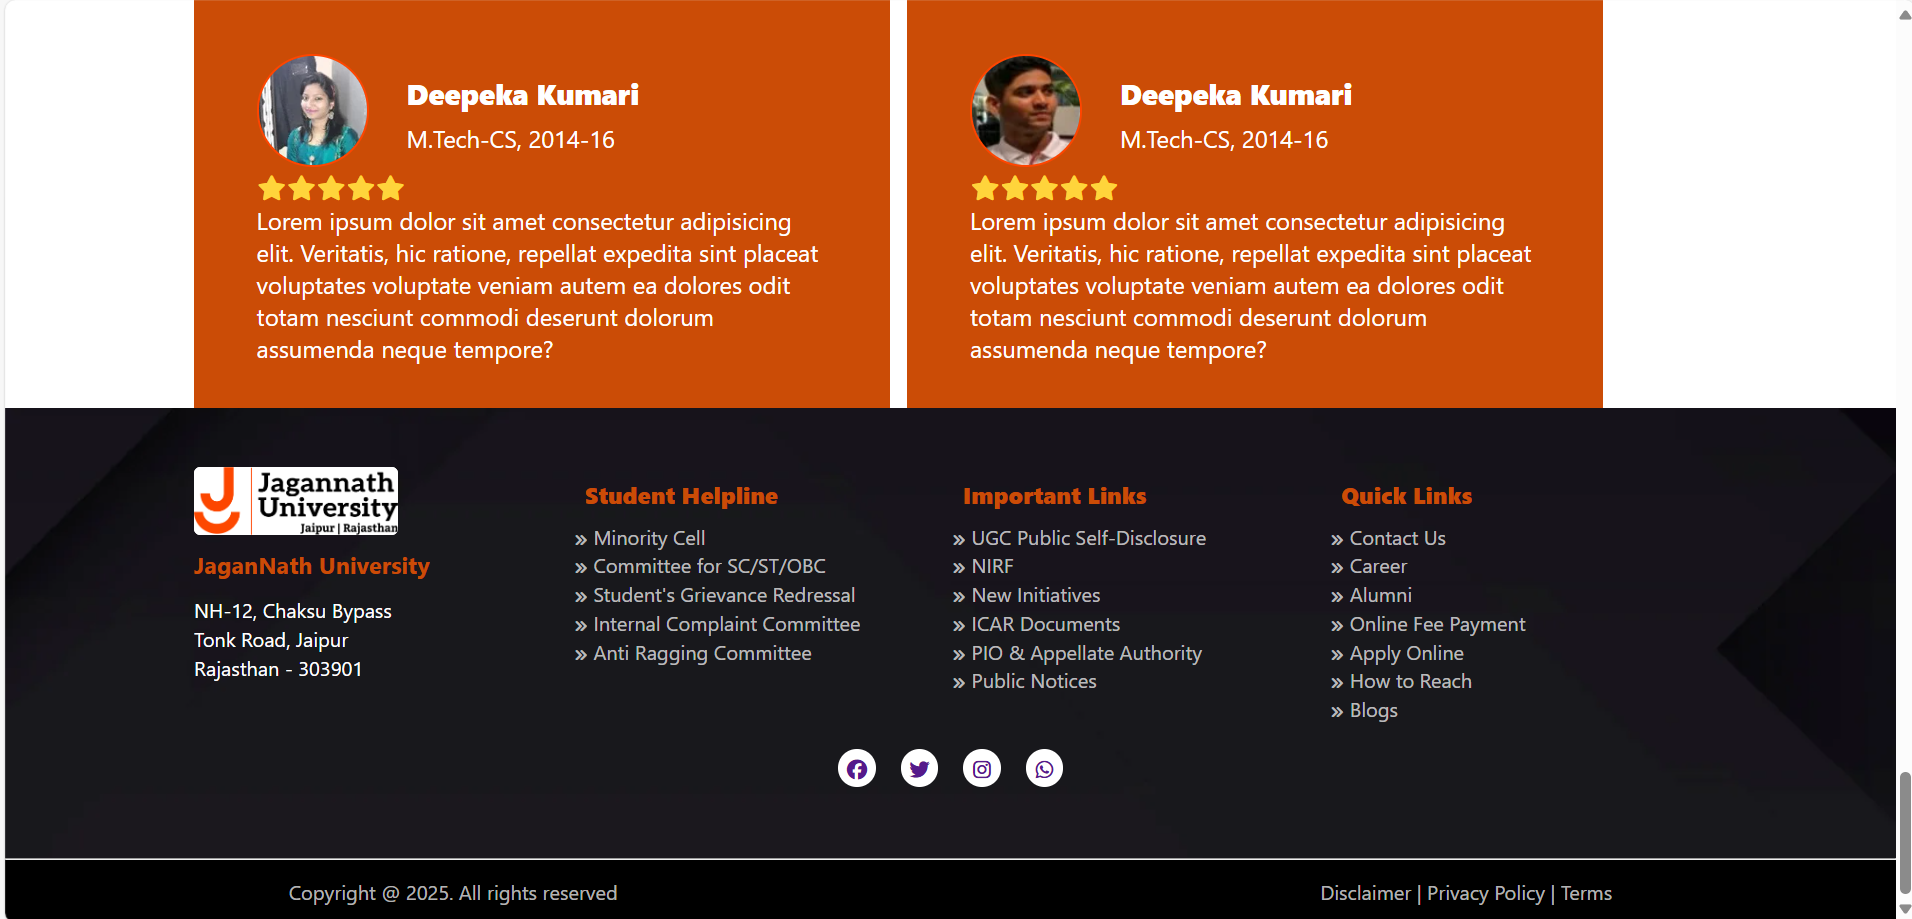 Deepeka Kumari
M.Tech-CS, 2014-16
Lorem ipsum dolor sit amet consectetur adipisicing
elit. Veritatis, hic ratione, repellat expedita sint placeat
voluptates voluptate veniam autem ea dolores odit
totam nesciunt commodi deserunt dolorum
assumenda neque tempore?
Deepeka Kumari
M.Tech-CS, 2014-16
Lorem ipsum dolor sit amet consectetur adipisicing
elit. Veritatis, hic ratione, repellat expedita sint placeat
voluptates voluptate veniam autem ea dolores odit
totam nesciunt commodi deserunt dolorum
assumenda neque tempore?
Jagannath
University
Jaipur | Rajasthan
JaganNath University
NH-12, Chaksu Bypass
Tonk Road, Jaipur
Rajasthan - 303901
Student Helpline
» Minority Cell
» Committee for SC/ST/OBC
» Student's Grievance Redressal
» Internal Complaint Committee
» Anti Ragging Committee
Important Links
» UGC Public Self-Disclosure
» NIRF
» New Initiatives
» ICAR Documents
» PIO & Appellate Authority
» Public Notices
Quick Links
» Contact Us
» Career
» Alumni
» Online Fee Payment
» Apply Online
» How to Reach
» Blogs
Copyright @ 2025. All rights reserved
Disclaimer | Privacy Policy | Terms